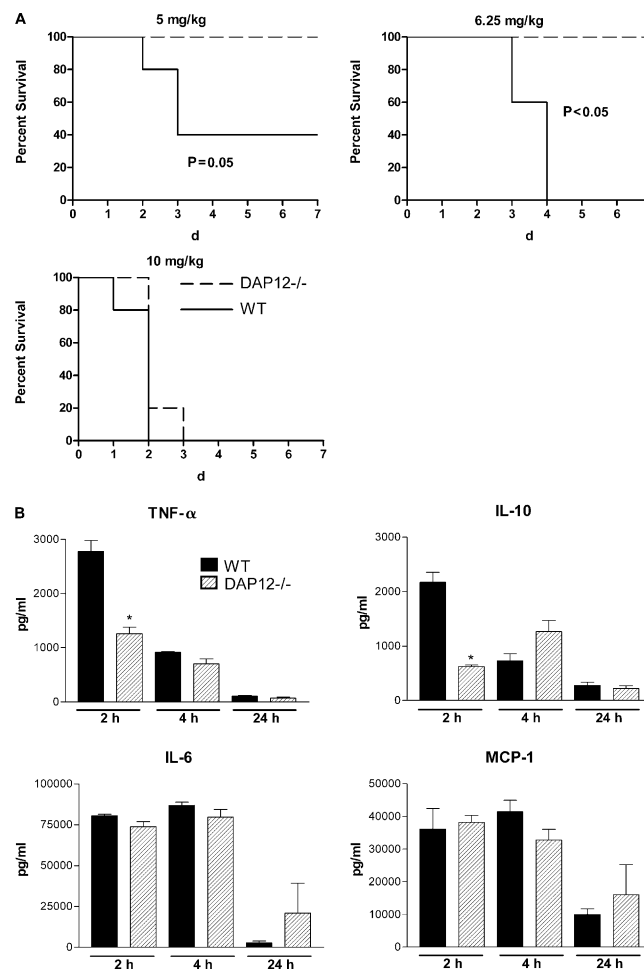 A
5 mg/kg
Percent Survival
100
80
60
40
20
0
P=0.05
0 1 2 3 4 5 6 7
d
6.25 mg/kg
Percent Survival
100
80
60
40
20
0
P<0.05
0 1 2 3 4 5 6 7
d
10 mg/kg
Percent Survival
100
80
60
40
20
0
DAP12-/-
WT
0 1 2 3 4 5 6 7
d
B
TNF-α
pg/ml
3000
2000
1000
0
WT
DAP12-/-
*
2 h 4 h 24 h
IL-10
pg/ml
3000
2000
1000
0
*
2 h 4 h 24 h
IL-6
pg/ml
100000
75000
50000
25000
0
2 h 4 h 24 h
MCP-1
pg/ml
50000
40000
30000
20000
10000
0
2 h 4 h 24 h